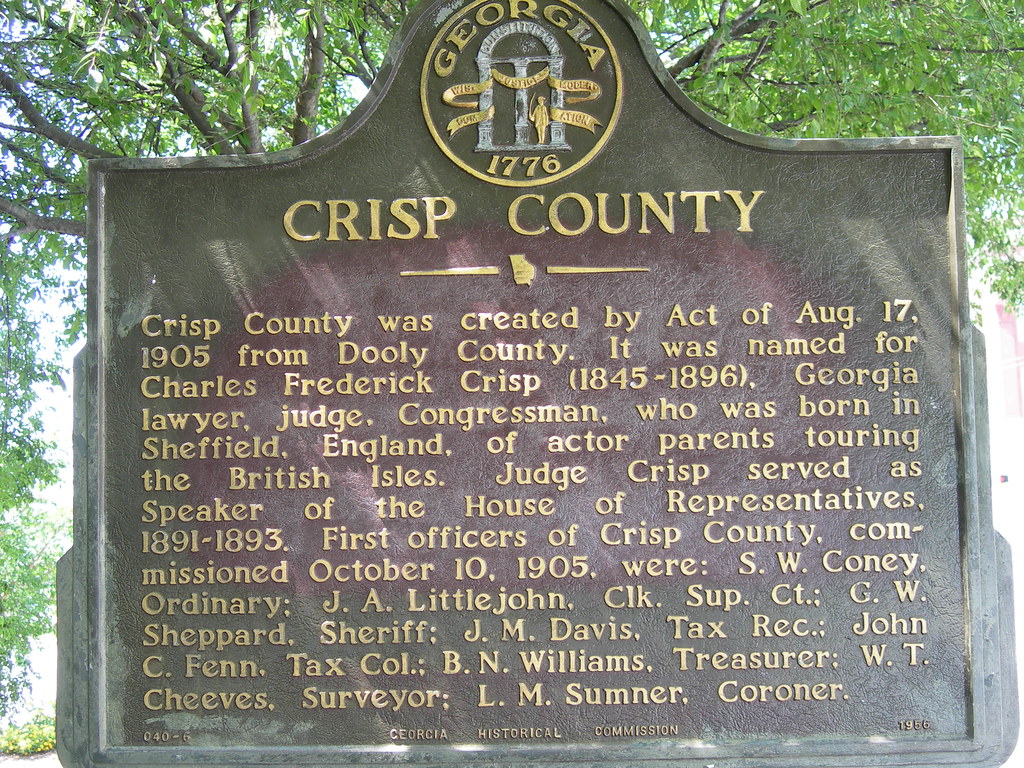 GEORGIA
CONSTITUTION
WIS- JUSTICE MODER-
DOM ATION
1776
CRISP COUNTY
Crisp County was created by Act of Aug. 17,
1905 from Dooly County. It was named for
Charles Frederick Crisp (1845-1896), Georgia
lawyer, judge, Congressman, who was born in
Sheffield, England, of actor parents touring
the British Isles. Judge Crisp served as
Speaker of the House of Representatives,
1891-1893. First officers of Crisp County, com-
missioned October 10, 1905, were: S. W. Coney,
Ordinary; J. A. Littlejohn, Clk. Sup. Ct.; G. W.
Sheppard, Sheriff; J. M. Davis, Tax Rec.; John
C. Fenn, Tax Col.; B. N. Williams, Treasurer; W. T.
Cheeves, Surveyor; L. M. Sumner, Coroner.
040-6 GEORGIA HISTORICAL COMMISSION 1956